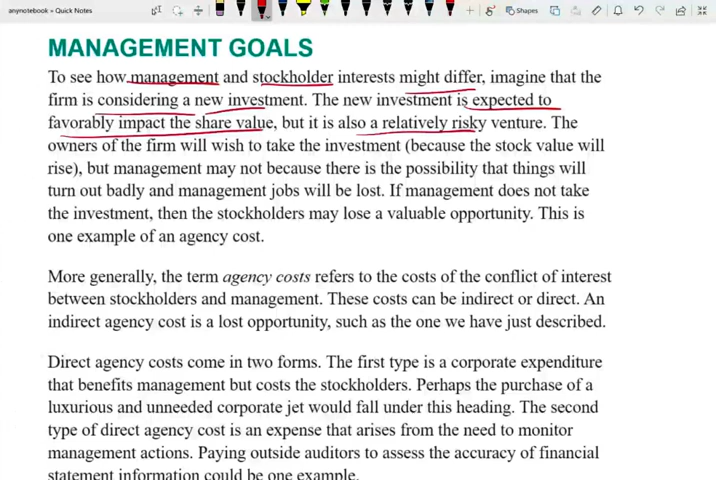 anynotebook » Quick Notes
Shapes
MANAGEMENT GOALS
To see how management and stockholder interests might differ, imagine that the
firm is considering a new investment. The new investment is expected to
favorably impact the share value, but it is also a relatively risky venture. The
owners of the firm will wish to take the investment (because the stock value will
rise), but management may not because there is the possibility that things will
turn out badly and management jobs will be lost. If management does not take
the investment, then the stockholders may lose a valuable opportunity. This is
one example of an agency cost.
More generally, the term agency costs refers to the costs of the conflict of interest
between stockholders and management. These costs can be indirect or direct. An
indirect agency cost is a lost opportunity, such as the one we have just described.
Direct agency costs come in two forms. The first type is a corporate expenditure
that benefits management but costs the stockholders. Perhaps the purchase of a
luxurious and unneeded corporate jet would fall under this heading. The second
type of direct agency cost is an expense that arises from the need to monitor
management actions. Paying outside auditors to assess the accuracy of financial
statement information could be one example.